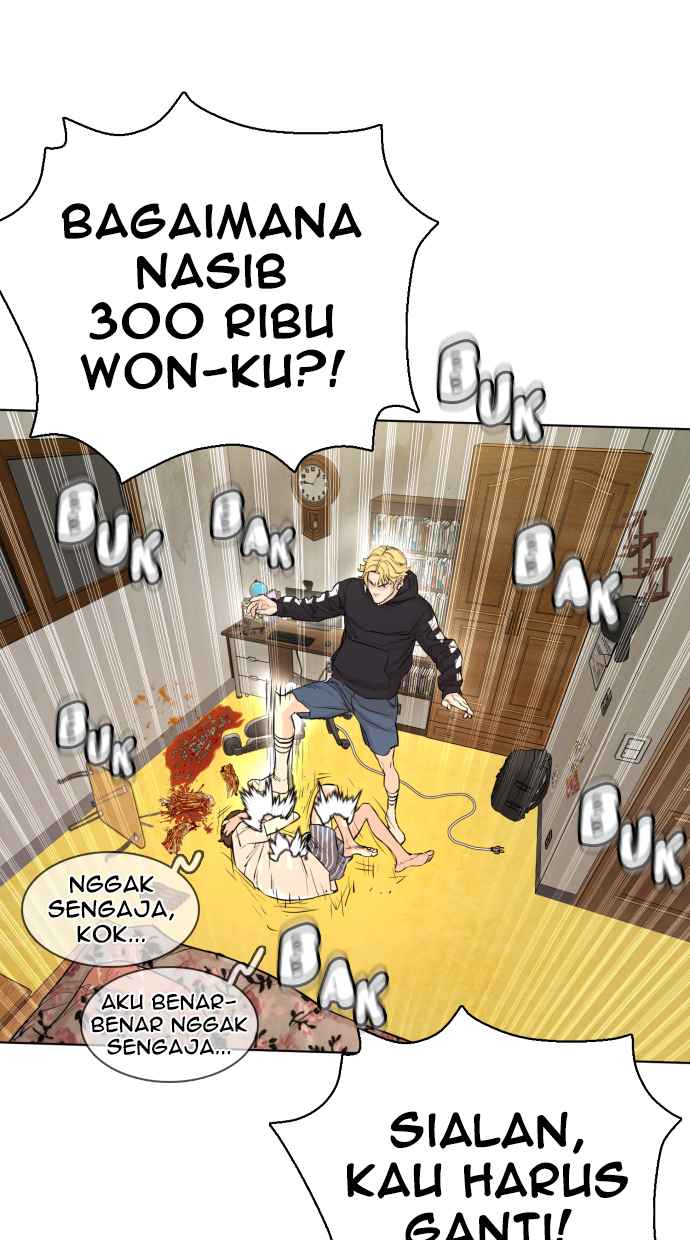 BAGAIMANA
NASIB
300 RIBU
WON-KU?!
BUK
BUK
BAK
BAK
BUK
BUK
NGGAK
SENGAJA,
KOK...
AKU BENAR-
BENAR NGGAK
SENGAJA...
BAK
SIALAN,
KAU HARUS
GANTI!